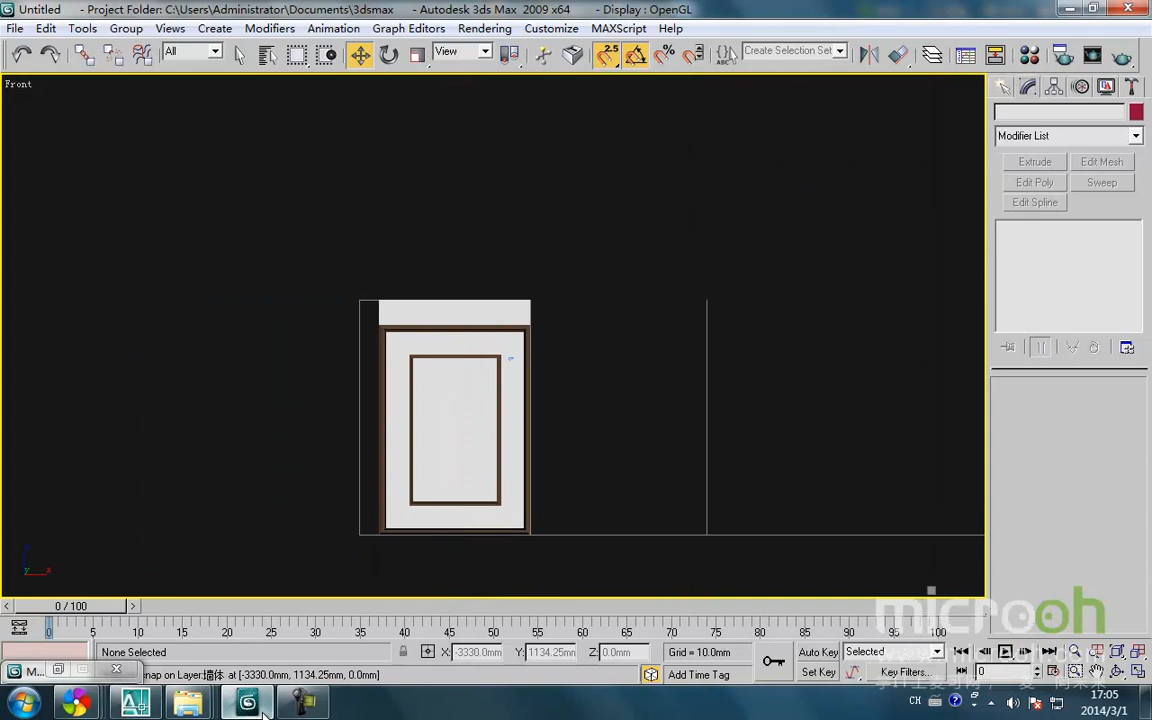 Untitled - Project Folder: C:\Users\Administrator\Documents\3dsmax - Autodesk 3ds Max 2009 x64 - Display : OpenGL
File Edit Tools Group Views Create Modifiers Animation Graph Editors Rendering Customize MAXScript Help
All View 2.5 Create Selection Set
Front
Modifier List
Extrude Edit Mesh
Edit Poly Sweep
Edit Spline
0 / 100
0 5 10 15 20 25 30 35 40 45 50 55 60 65 70 75 80 85 90 95 100
microoh
None Selected X: -3330.0mm Y: 1134.25mm Z: 0.0mm Grid = 10.0mm Auto Key Selected
M... nap on Layer:墙体 at [-3330.0mm, 1134.25mm, 0.0mm] Add Time Tag Set Key Key Filters... 0
CH 17:05
2014/3/1